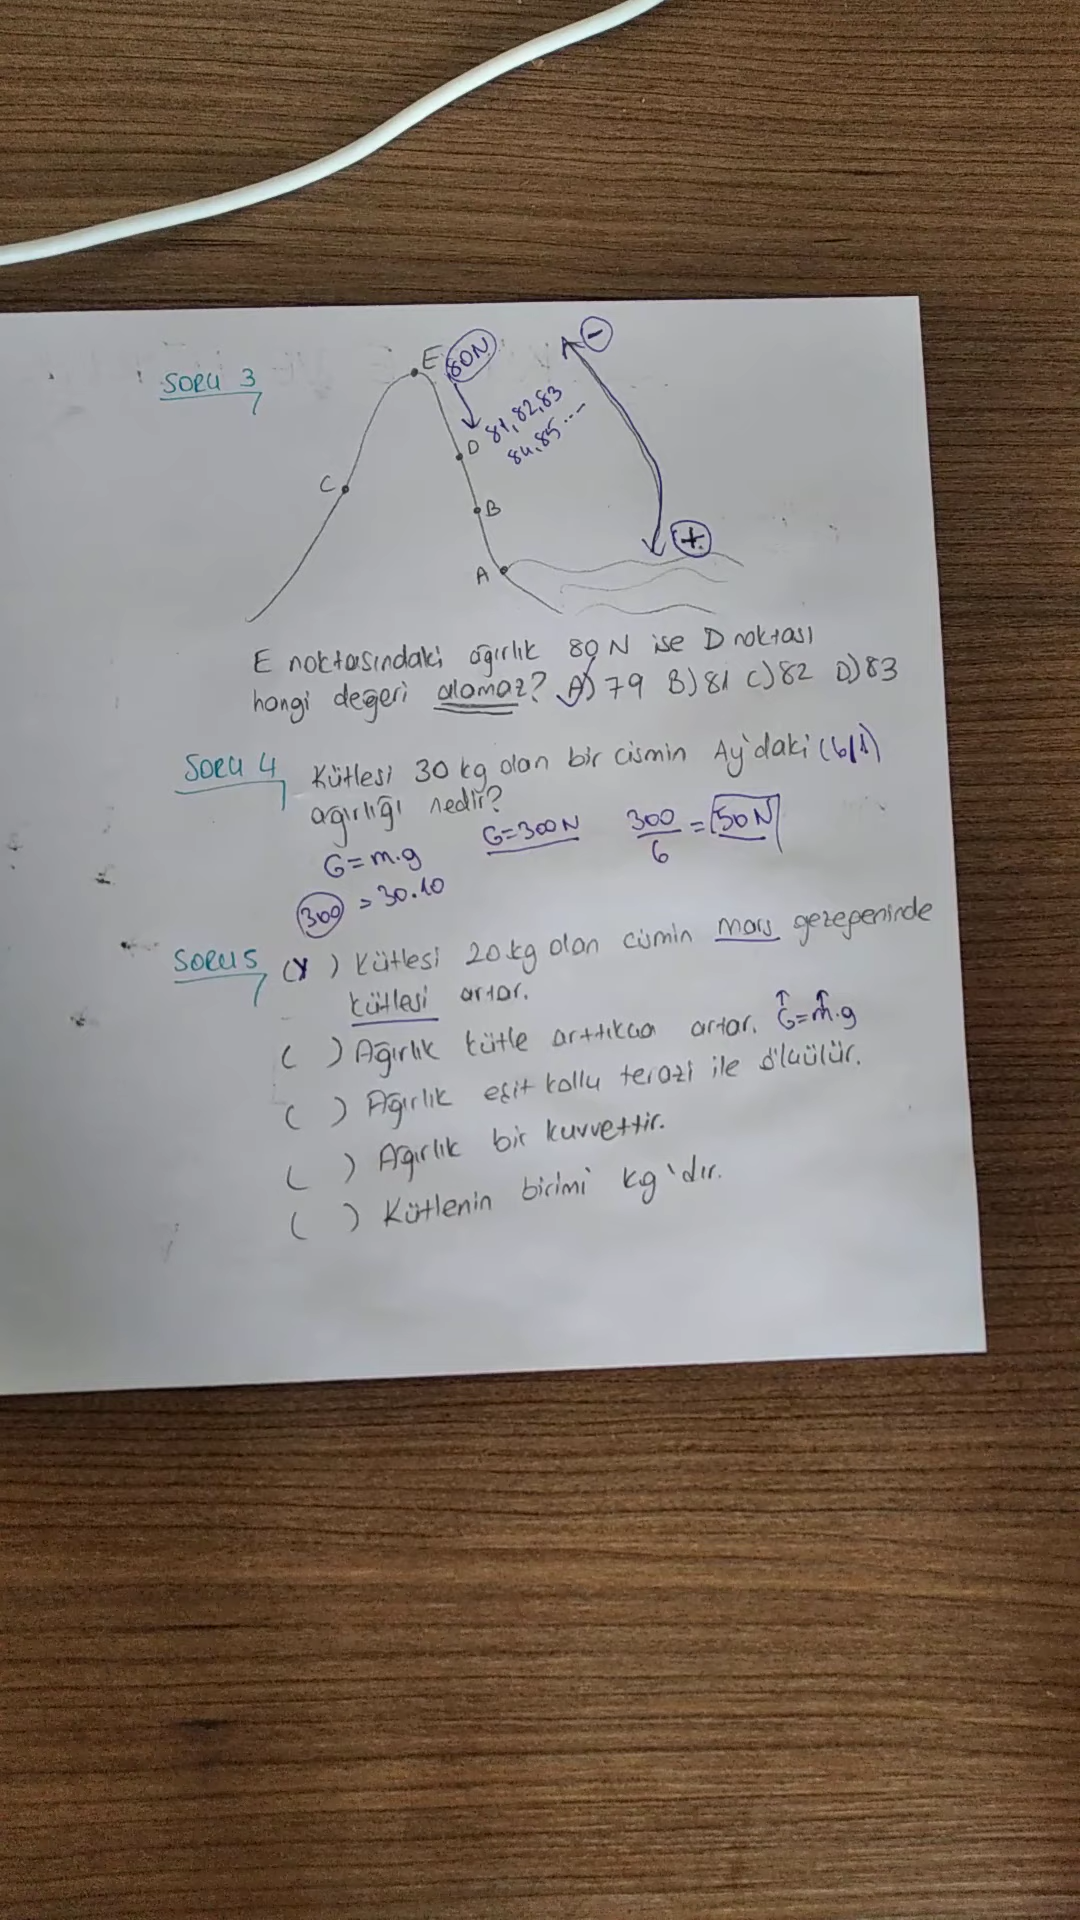 Soru 3
E 80N
-
81,82,83
84,85...
D
C
B
+
A
E noktasındaki ağırlık 80 N ise D noktası
hangi değeri alamaz? A) 79 B) 81 C) 82 D) 83
Soru 4 Kütlesi 30 kg olan bir cismin Ay'daki (6/1)
ağırlığı nedir?
G=m.g G=300N 300/6 = 50N
300 = 30.10
Soru 5 (Y ) Kütlesi 20 kg olan cismin mars gezepeninde
kütlesi artar.
( ) Ağırlık kütle arttıkça artar. G=m.g
( ) Ağırlık eşit kollu terazi ile ölçülür.
( ) Ağırlık bir kuvvettir.
( ) Kütlenin birimi kg'dır.